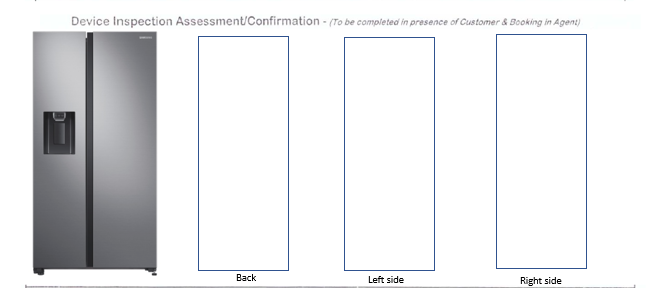 Device Inspection Assessment/Confirmation - (To be completed in presence of Customer & Booking in Agent)
SAMSUNG
Back
Left side
Right side